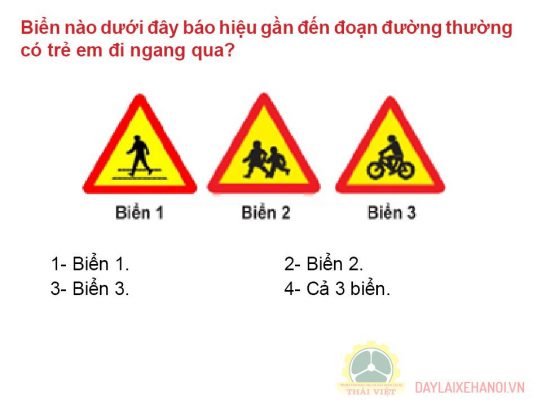 Biển nào dưới đây báo hiệu gần đến đoạn đường thường
có trẻ em đi ngang qua?
Biển 1 Biển 2 Biển 3
1- Biển 1. 2- Biển 2.
3- Biển 3. 4- Cả 3 biển.
THÁI VIỆT
DAYLAIXEHANOI.VN